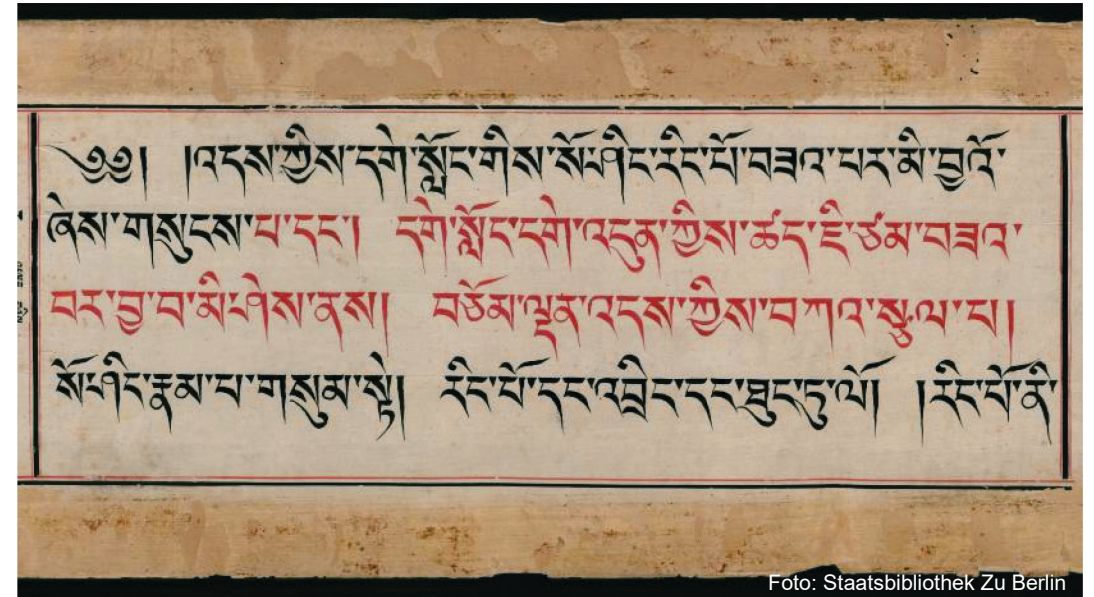 ༄༅། །འདས་ཀྱིས་དགེ་སློང་གིས་སོ་ཤིང་རིང་པོ་བཟའ་བར་མི་བྱའོ་
ཞེས་གསུངས་པ་དང་། དགེ་སློང་དགེ་འདུན་ཀྱིས་ཚད་ཇི་ཙམ་བཟའ་
བར་བྱ་བ་མི་ཤེས་ནས། བཅོམ་ལྡན་འདས་ཀྱིས་བཀའ་སྩལ་པ།
སོ་ཤིང་རྣམ་པ་གསུམ་སྟེ། རིང་པོ་དང་འབྲིང་དང་ཐུང་ངུ་ལོ། །རིང་པོ་ནི་
Foto: Staatsbibliothek Zu Berlin